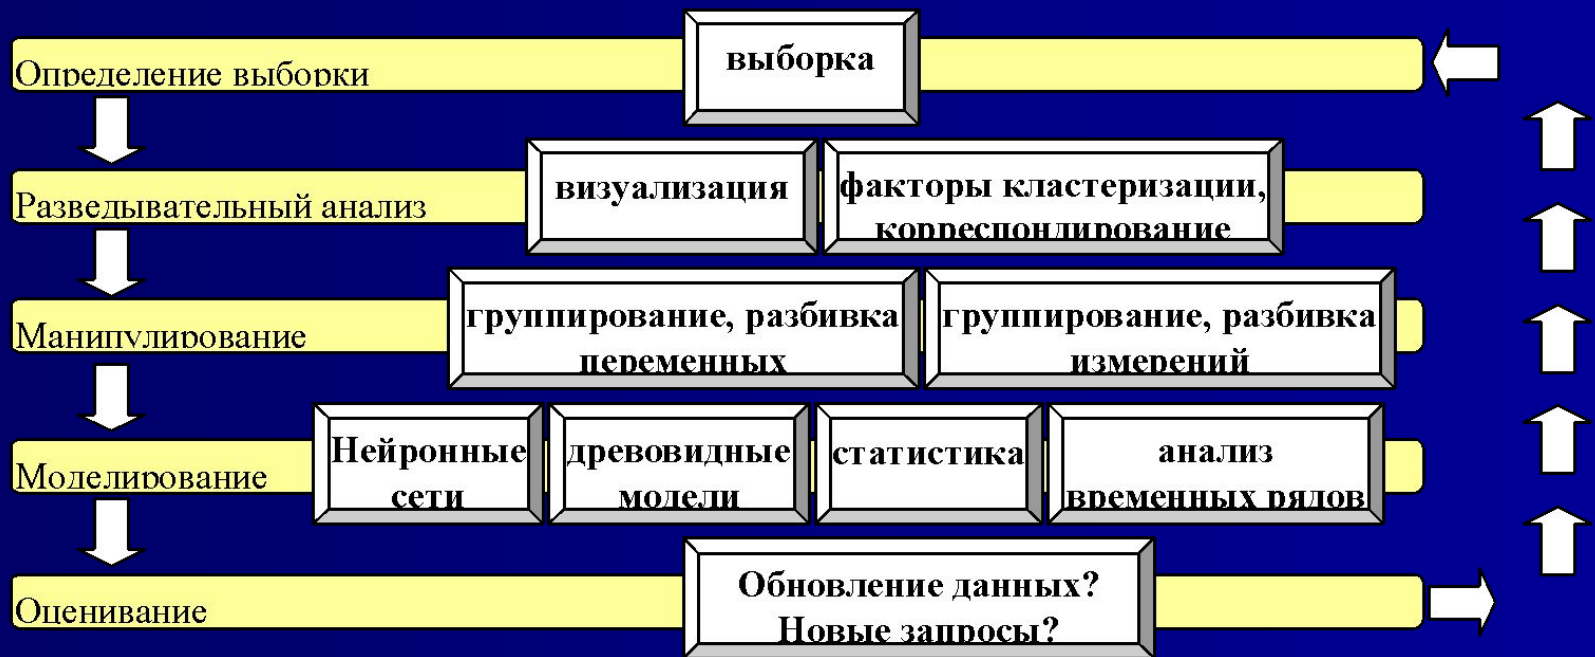 Определение выборки
выборка
Разведывательный анализ
визуализация
факторы кластеризации,
корреспондирование
Манипулирование
группирование, разбивка
переменных
группирование, разбивка
измерений
Моделирование
Нейронные
сети
древовидные
модели
статистика
анализ
временных рядов
Оценивание
Обновление данных?
Новые запросы?